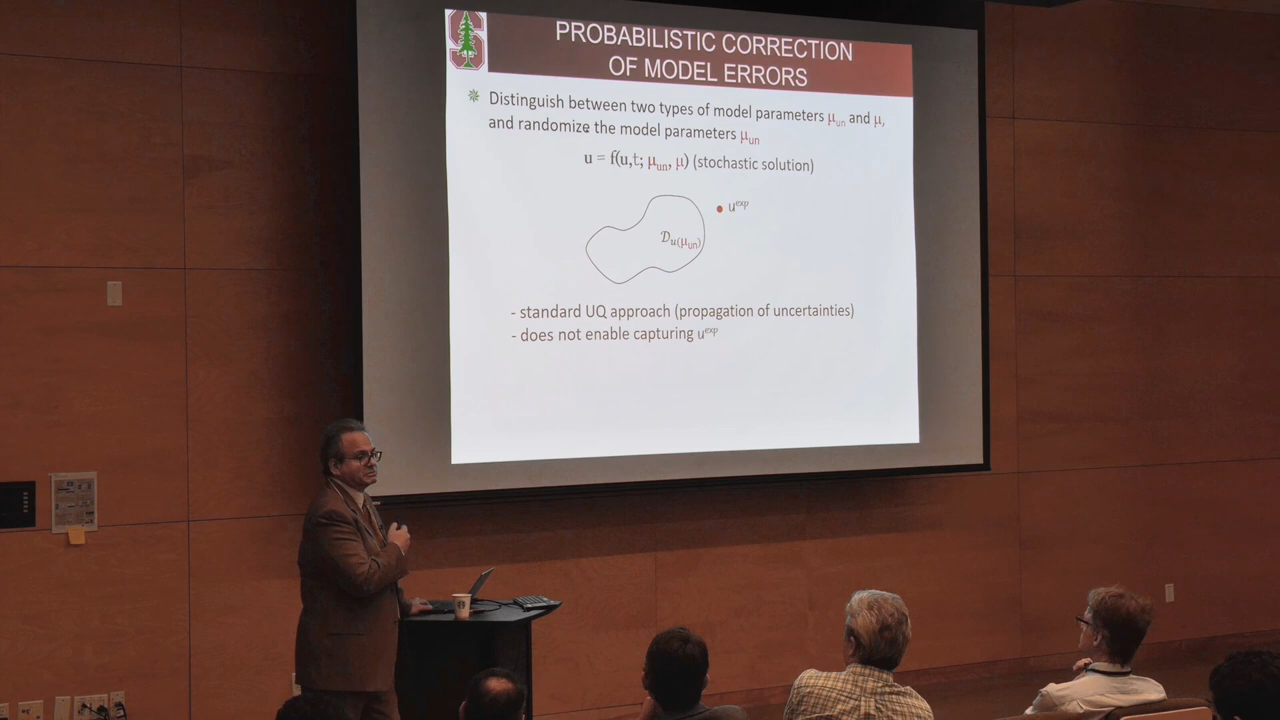 PROBABILISTIC CORRECTION
OF MODEL ERRORS
Distinguish between two types of model parameters μun and μ,
and randomize the model parameters μun
u = f(u,t; μun, μ) (stochastic solution)
uexp
𝒟u(μun)
- standard UQ approach (propagation of uncertainties)
- does not enable capturing uexp